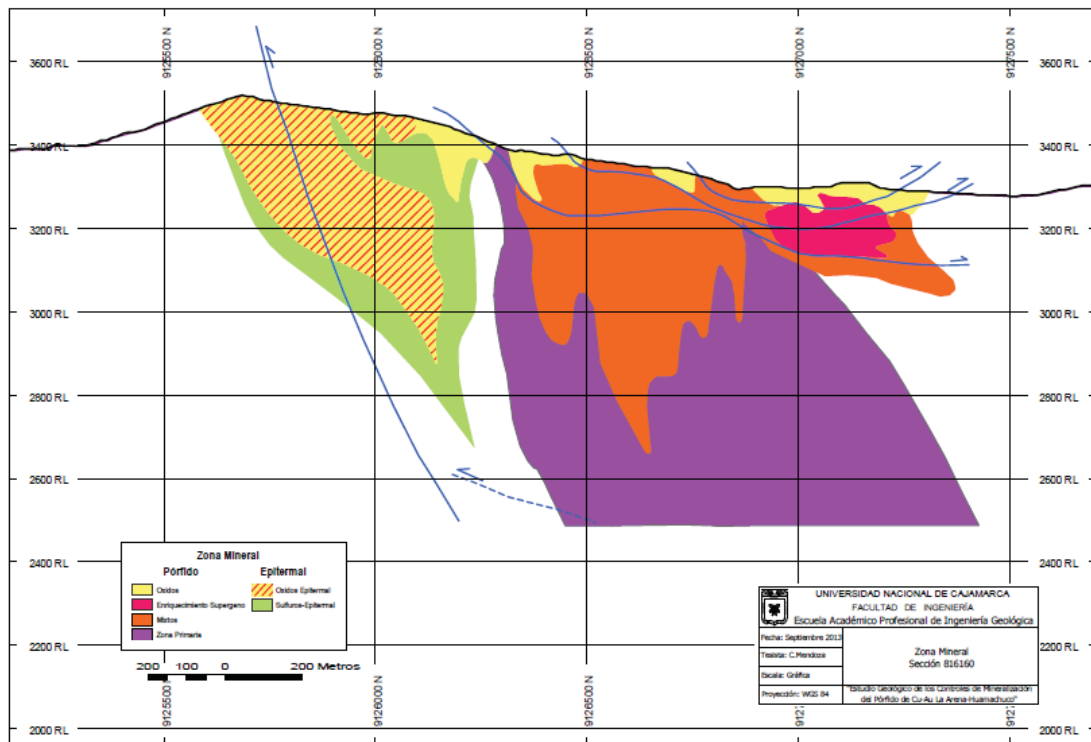 9125500 N
9126000 N
9126500 N
9127000 N
9127500 N
3600 RL
3600 RL
3400 RL
3400 RL
3200 RL
3200 RL
3000 RL
3000 RL
2800 RL
2800 RL
2600 RL
2600 RL
2400 RL
2400 RL
2200 RL
2200 RL
2000 RL
2000 RL
Zona Mineral
Pórfido
Epitermal
Oxidos
Oxidos Epitermal
Enriquecimiento Supergeno
Sulfuros-Epitermal
Mixtos
Zona Primaria
200 100 0 200 Metros
UNIVERSIDAD NACIONAL DE CAJAMARCA
FACULTAD DE INGENIERÍA
Escuela Académico Profesional de Ingeniería Geológica
Fecha: Septiembre 2013
Tesista: C.Mendoza
Escala: Gráfica
Proyección: WGS 84
Zona Mineral
Sección 816160
"Estudio Geológico de los Controles de Mineralización
del Pórfido de Cu-Au La Arena-Huamachuco"
9125500 N
9126000 N
9126500 N